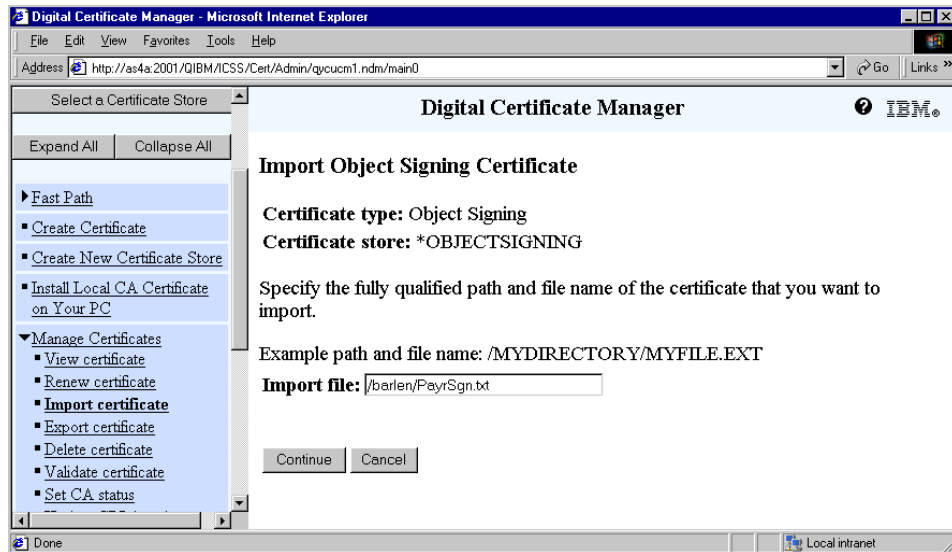 Digital Certificate Manager - Microsoft Internet Explorer
File Edit View Favorites Tools Help
Address http://as4a:2001/QIBM/ICSS/Cert/Admin/qycucm1.ndm/main0 Go Links »
Select a Certificate Store
Expand All Collapse All
Fast Path
Create Certificate
Create New Certificate Store
Install Local CA Certificate
on Your PC
Manage Certificates
View certificate
Renew certificate
Import certificate
Export certificate
Delete certificate
Validate certificate
Set CA status
Digital Certificate Manager
? IBM®
Import Object Signing Certificate
Certificate type: Object Signing
Certificate store: *OBJECTSIGNING
Specify the fully qualified path and file name of the certificate that you want to
import.
Example path and file name: /MYDIRECTORY/MYFILE.EXT
Import file: /barlen/PayrSgn.txt
Continue Cancel
Done Local intranet